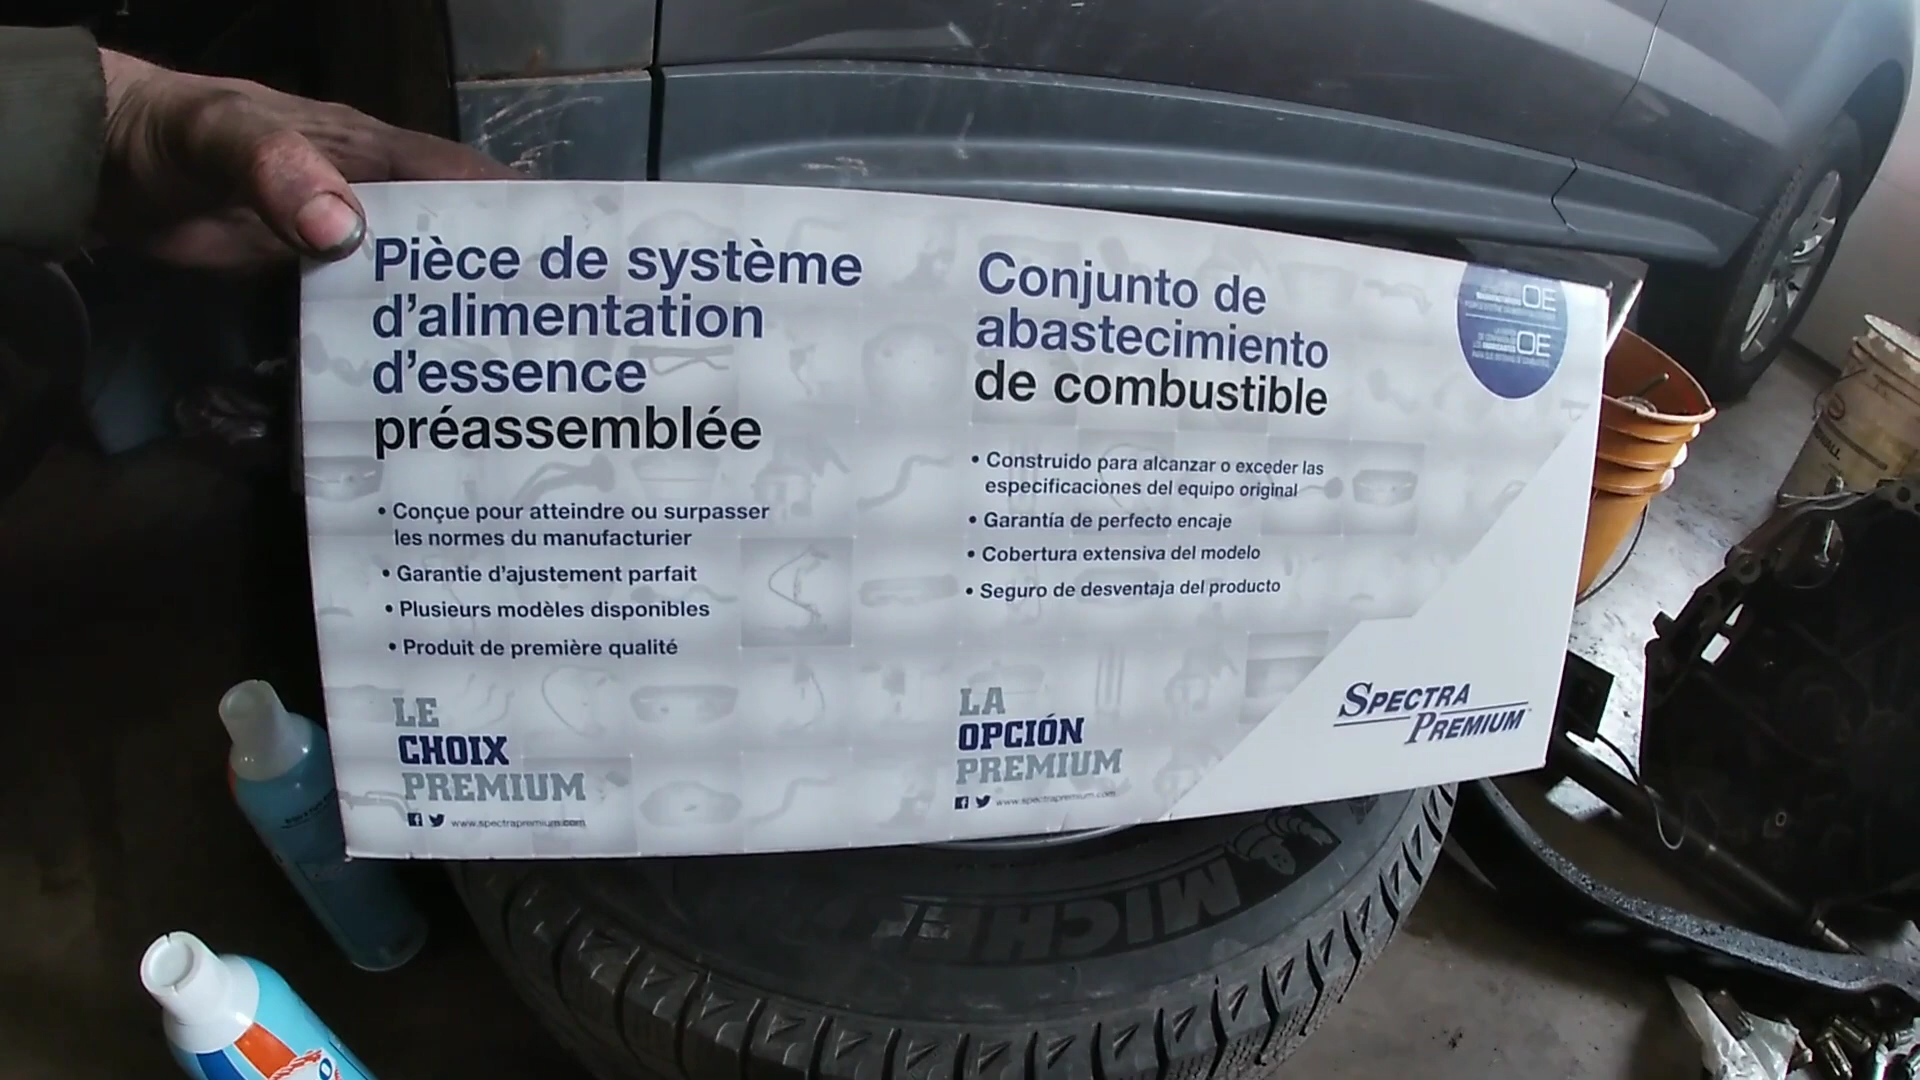 Pièce de système
d'alimentation
d'essence
préassemblée
• Conçue pour atteindre ou surpasser
les normes du manufacturier
• Garantie d'ajustement parfait
• Plusieurs modèles disponibles
• Produit de première qualité
LE
CHOIX
PREMIUM
www.spectrapremium.com
Conjunto de
abastecimiento
de combustible
• Construido para alcanzar o exceder las
especificaciones del equipo original
• Garantía de perfecto encaje
• Cobertura extensiva del modelo
• Seguro de desventaja del producto
LA
OPCIÓN
PREMIUM
www.spectrapremium.com
OE
OE
SPECTRA
PREMIUM
MICHEL